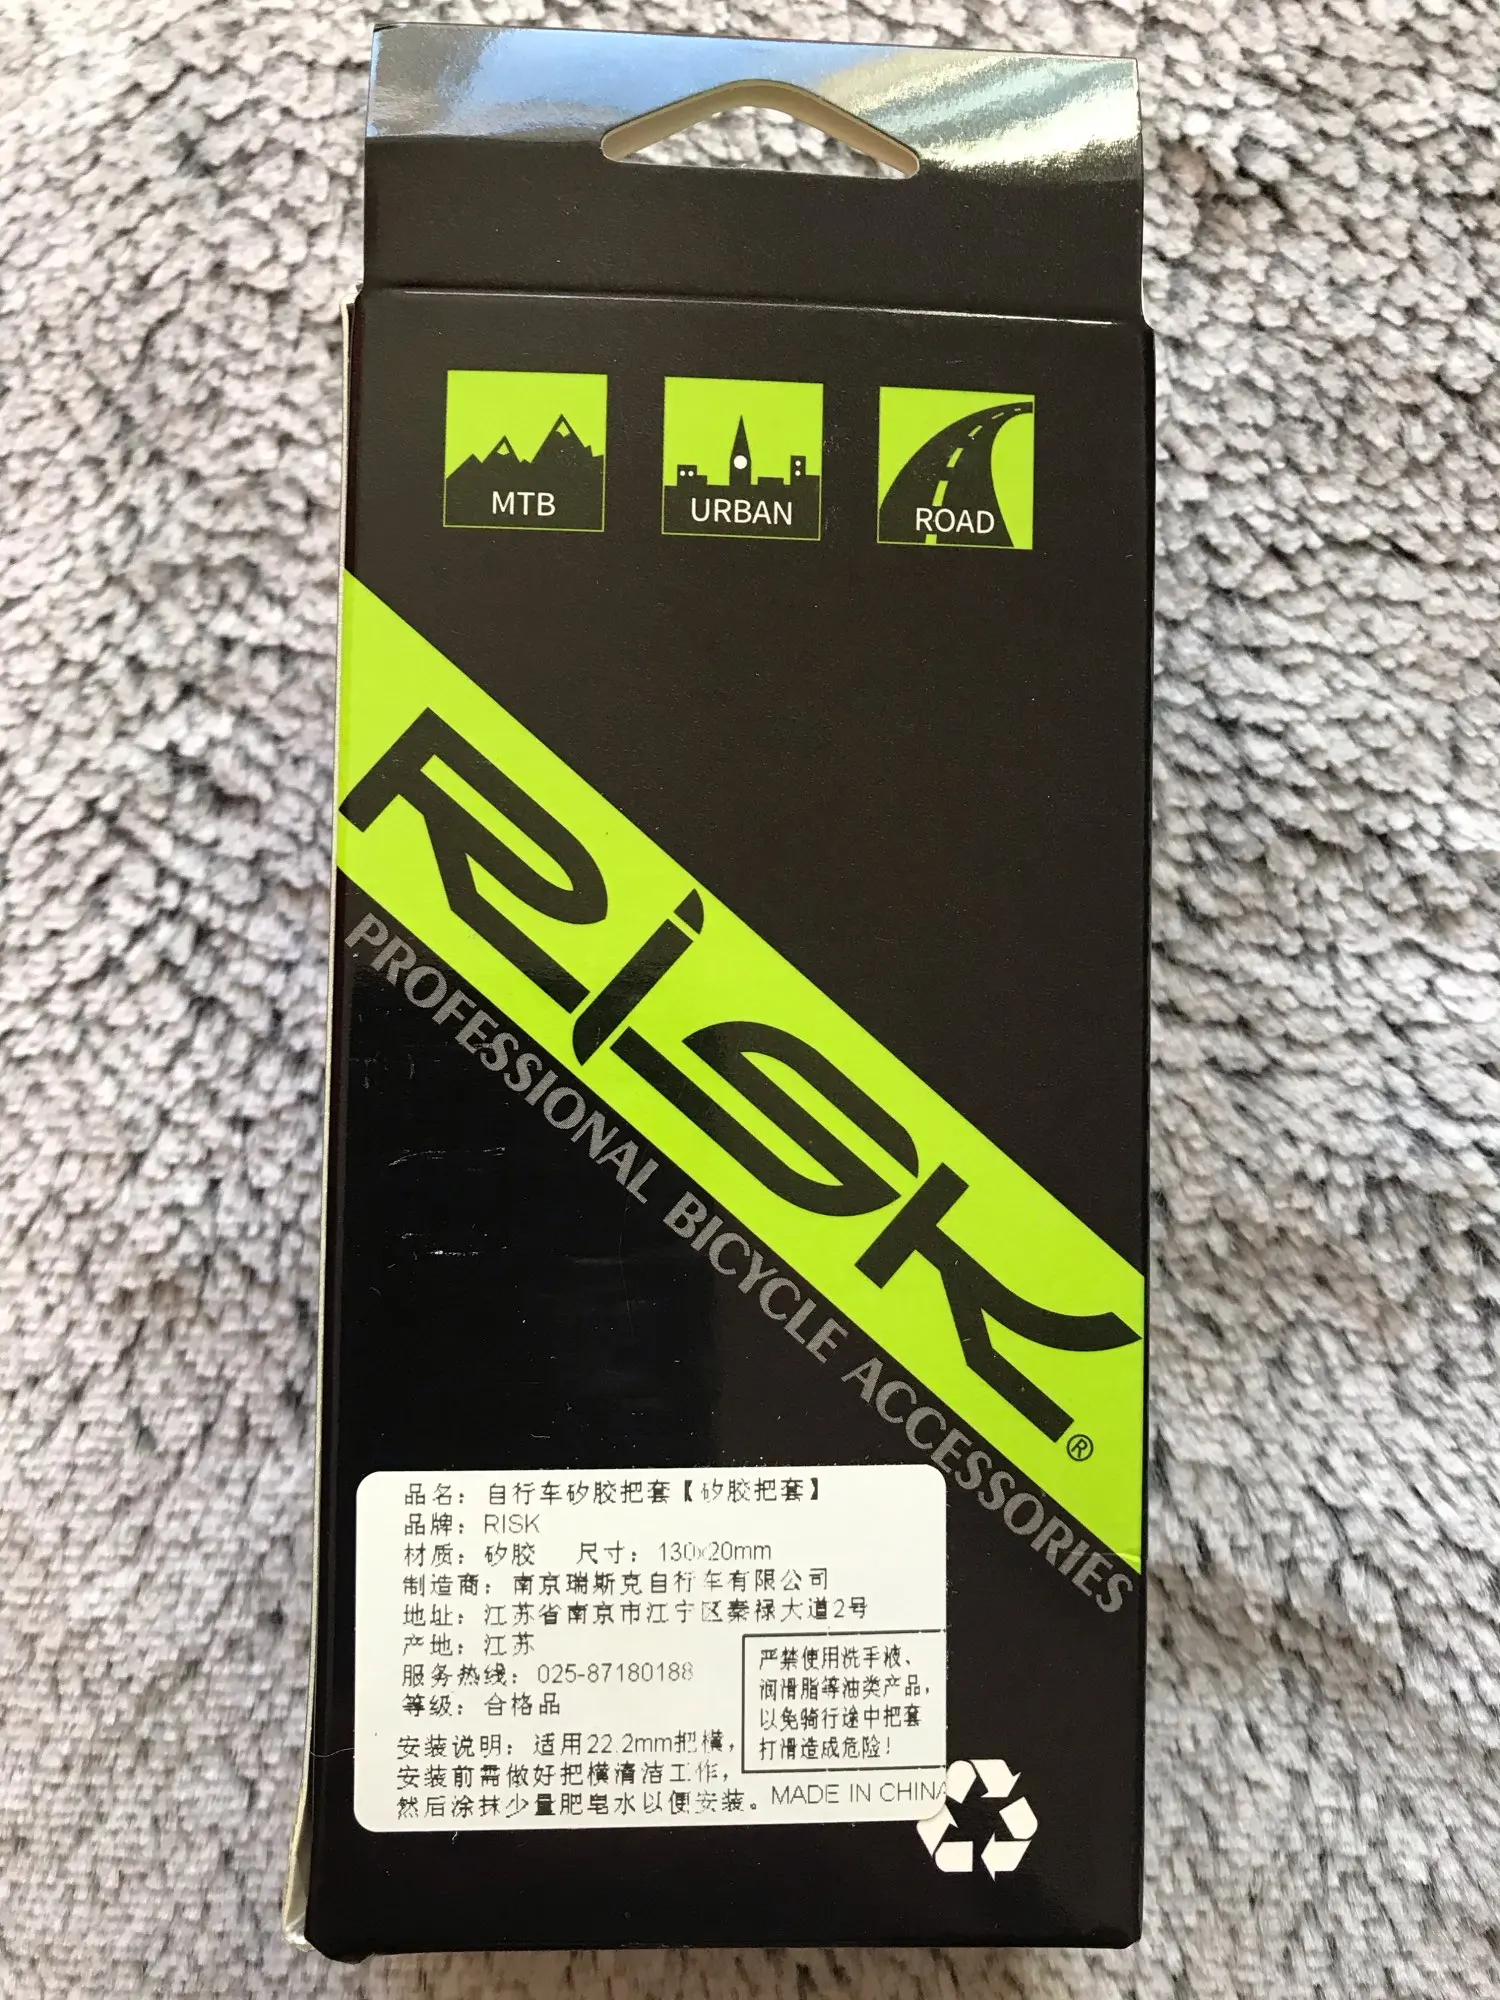 MTB
URBAN
ROAD
RISK®
PROFESSIONAL BICYCLE ACCESSORIES
品名：自行车矽胶把套【矽胶把套】
品牌：RISK
材质：矽胶 尺寸：130x20mm
制造商：南京瑞斯克自行车有限公司
地址：江苏省南京市江宁区秦禄大道2号
产地：江苏
服务热线：025-87180188
等级：合格品
安装说明：适用22.2mm把横，
安装前需做好把横清洁工作，
然后涂抹少量肥皂水以便安装。
严禁使用洗手液、
润滑脂等油类产品，
以免骑行途中把套
打滑造成危险！
MADE IN CHINA